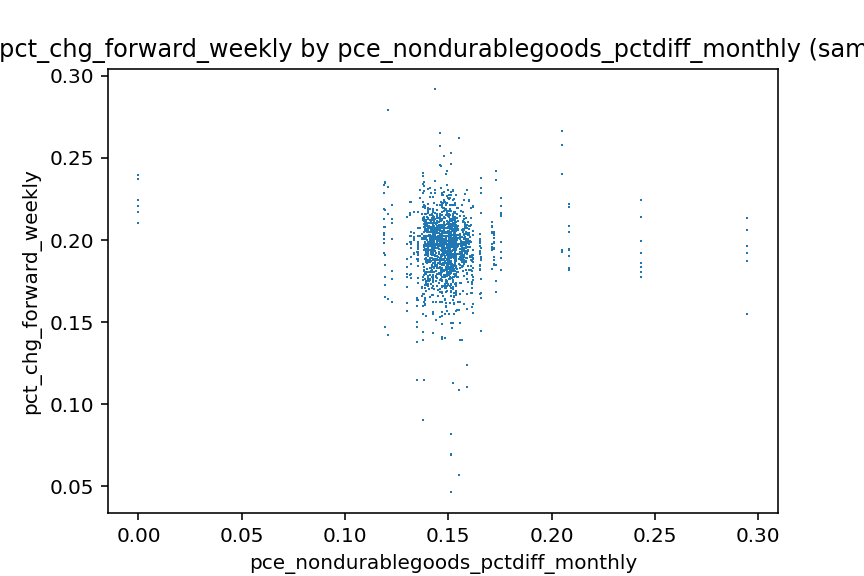 pct_chg_forward_weekly by pce_nondurablegoods_pctdiff_monthly (sam
0.30
0.25
0.20
0.15
0.10
0.05
pct_chg_forward_weekly
0.00 0.05 0.10 0.15 0.20 0.25 0.30
pce_nondurablegoods_pctdiff_monthly